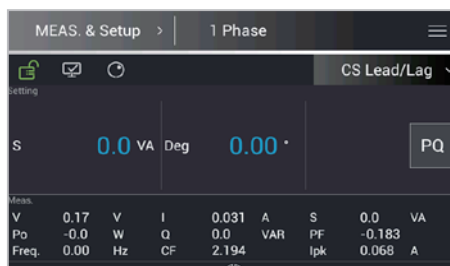 MEAS. & Setup > 1 Phase
CS Lead/Lag
Setting
S 0.0 VA Deg 0.00 °
PQ
Meas.
V 0.17 V I 0.031 A S 0.0 VA
Po -0.0 W Q 0.0 VAR PF -0.183
Freq. 0.00 Hz CF 2.194 Ipk 0.068 A